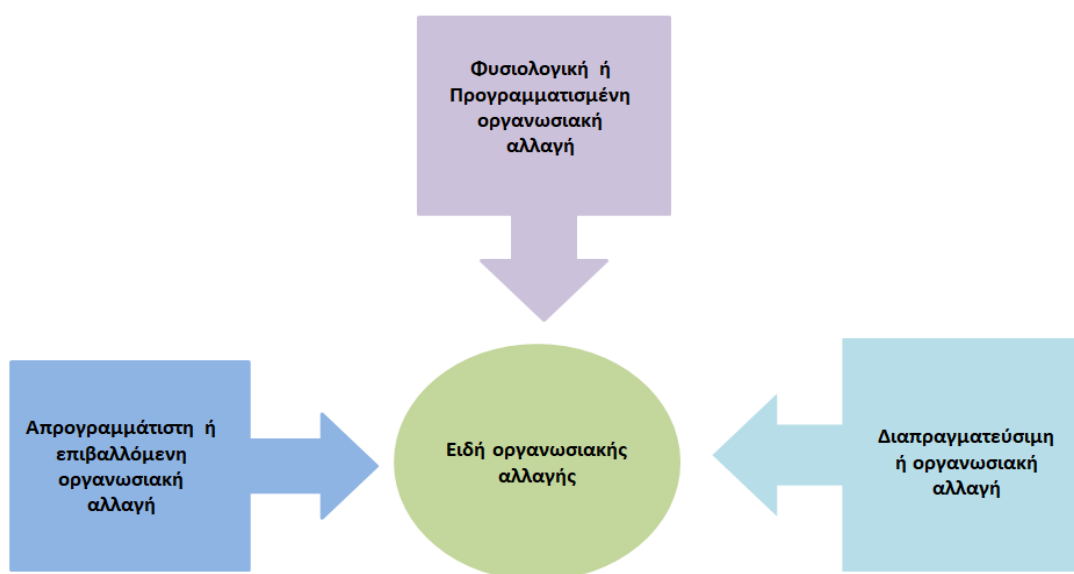 Φυσιολογική ή
Προγραμματισμένη
οργανωσιακή
αλλαγή
Απρογραμμάτιστη ή
επιβαλλόμενη
οργανωσιακή
αλλαγή
Ειδή οργανωσιακής
αλλαγής
Διαπραγματεύσιμη
ή οργανωσιακή
αλλαγή